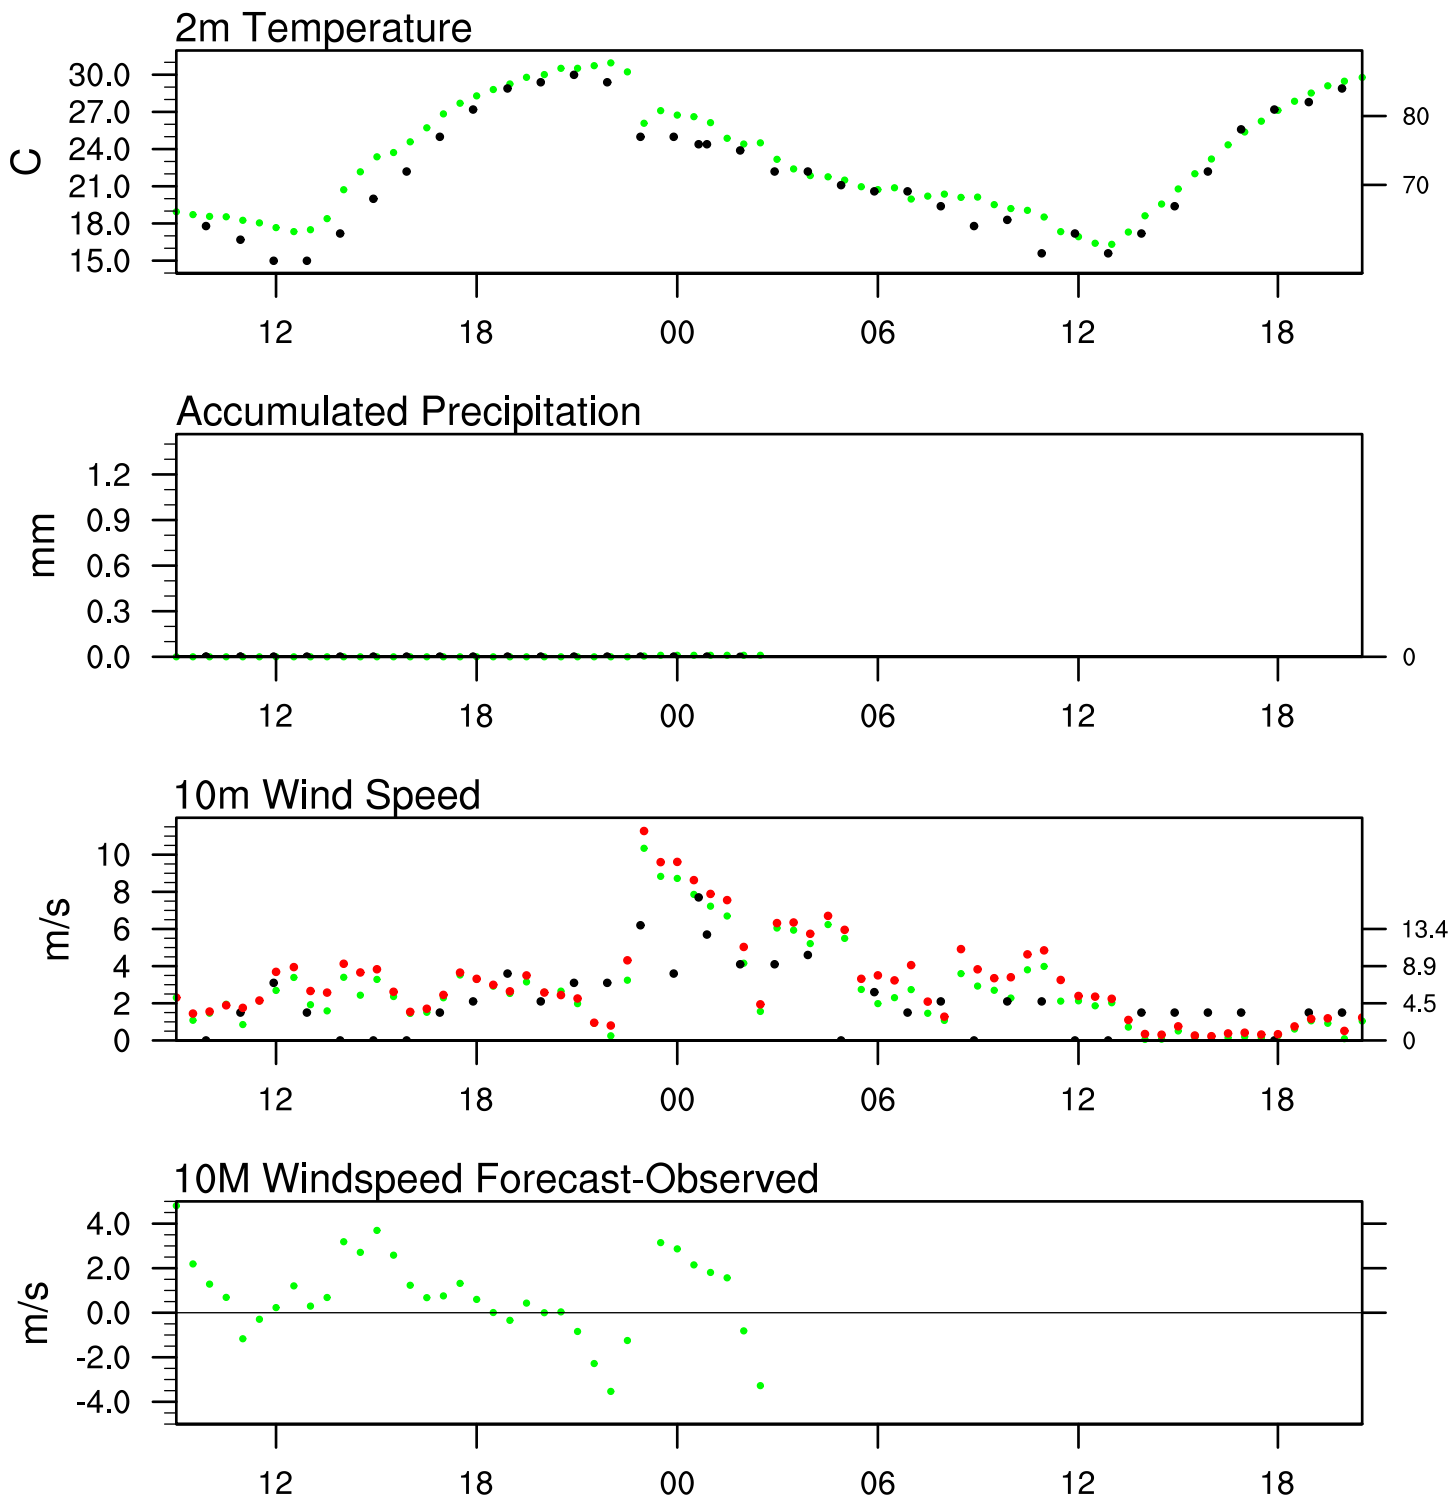 2m Temperature
30.0
27.0
24.0
21.0
18.0
15.0
C
80
70
12 18 00 06 12 18
Accumulated Precipitation
1.2
0.9
0.6
0.3
0.0
mm
0
12 18 00 06 12 18
10m Wind Speed
10
8
6
4
2
0
m/s
13.4
8.9
4.5
0
12 18 00 06 12 18
10M Windspeed Forecast-Observed
4.0
2.0
0.0
-2.0
-4.0
m/s
12 18 00 06 12 18